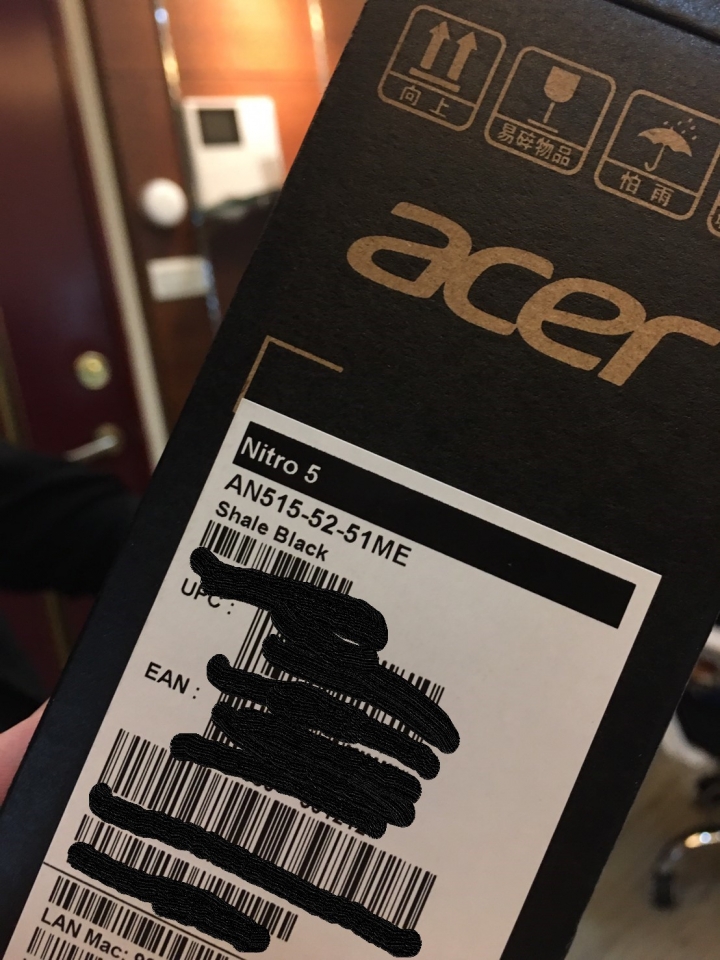 向上
易碎物品
怕雨
acer
Nitro 5
AN515-52-51ME
Shale Black
UPC :
EAN :
LAN Mac: